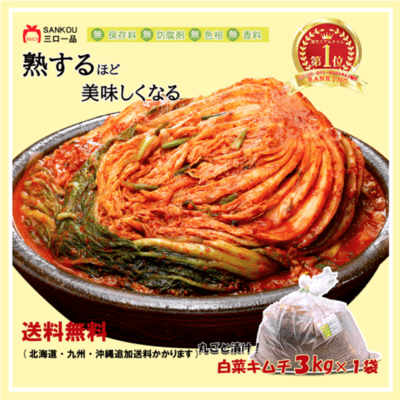 SANKOU
三口一品
無 保存料 無 防腐剤 無 色相 無 香料
第1位
RANKING
熟するほど
美味しくなる
送料無料
(北海道・九州・沖縄追加送料かかります)
丸ごと漬け
白菜キムチ3kg×1袋